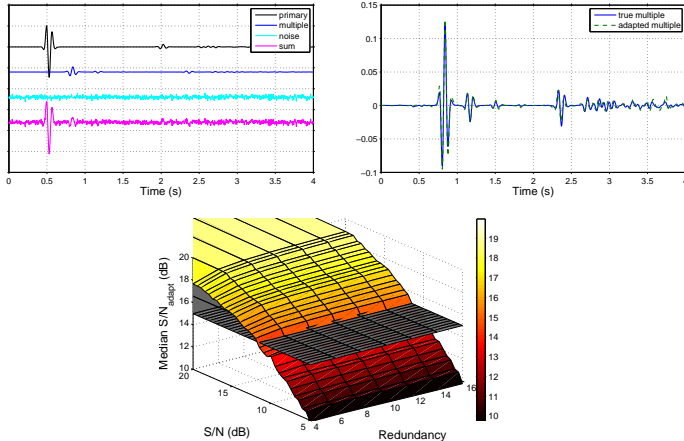 primary
multiple
noise
sum
0 0.5 1 1.5 2 2.5 3 3.5 4
Time (s)
true multiple
adapted multiple
0.15
0.1
0.05
0
−0.05
−0.1
0 0.5 1 1.5 2 2.5 3 3.5 4
Time (s)
20
18
16
14
12
10
Median S/N adapt (dB)
20
15
10
5
S/N (dB)
4 6 8 10 12 14 16
Redundancy
19
18
17
16
15
14
13
12
11
10